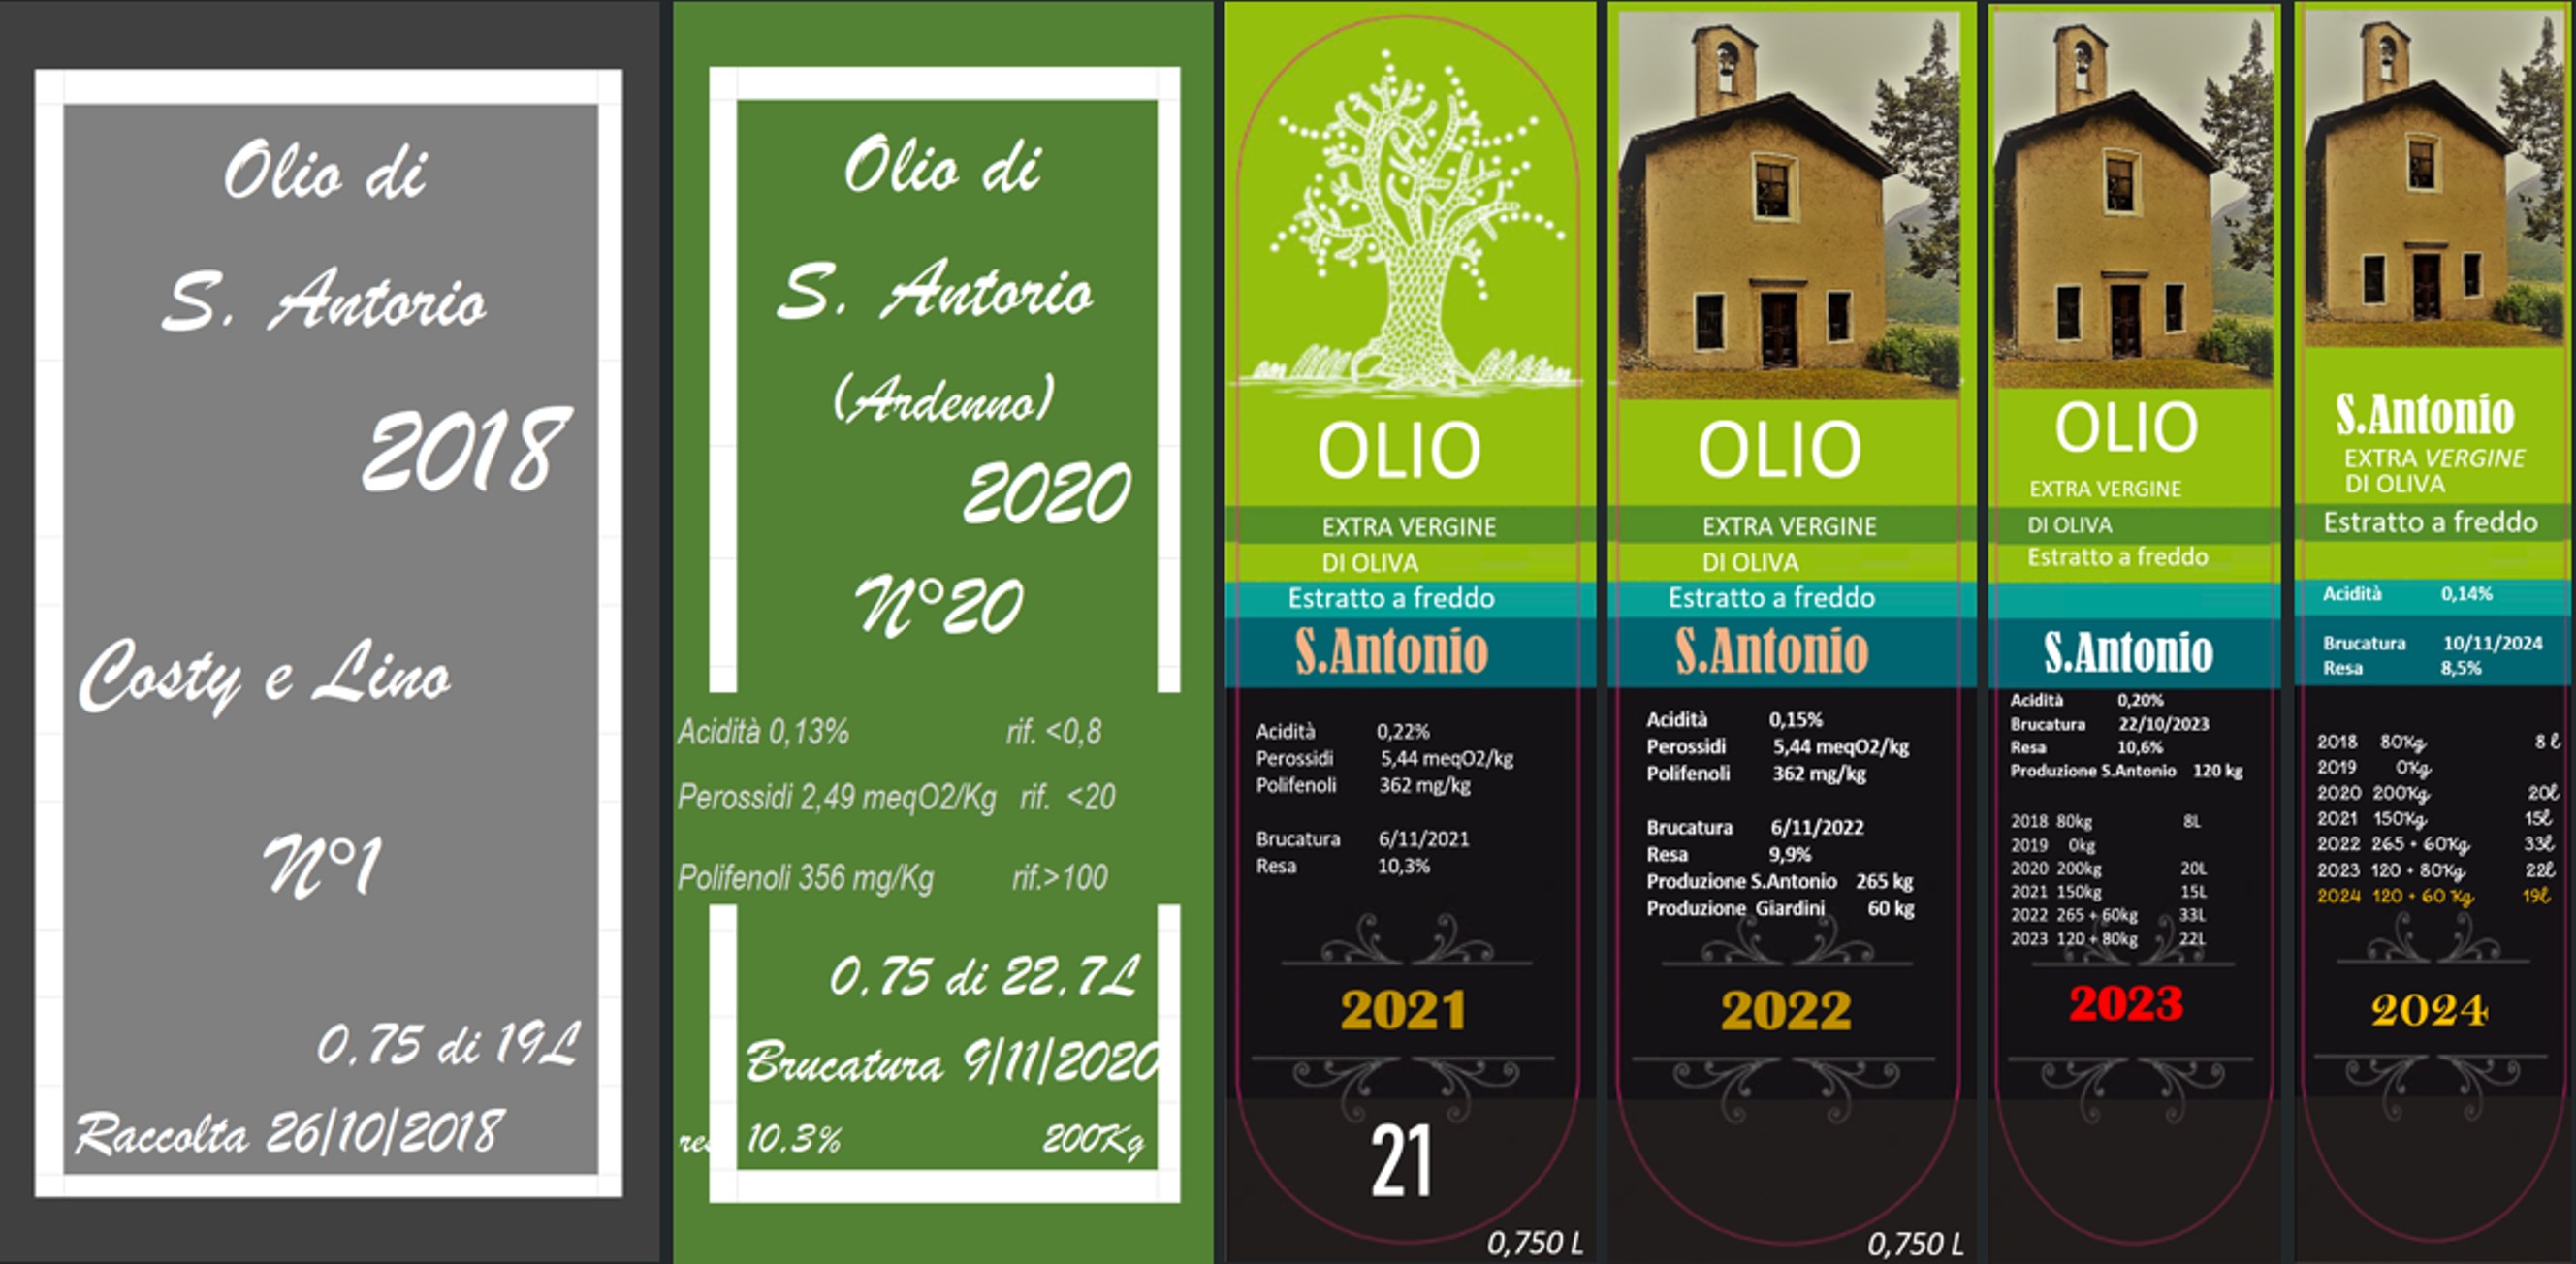 Olio di
S. Antonio
2018
Costy e Lino
N°1
0,75 di 19L
Raccolta 26/10/2018
Olio di
S. Antonio
(Ardenno)
2020
N°20
Acidità 0,13% rif. <0,8
Perossidi 2,49 meqO2/Kg rif. <20
Polifenoli 356 mg/Kg rif.>100
0,75 di 22,7L
Brucatura 9/11/2020
res 10,3% 200Kg
OLIO
EXTRA VERGINE
DI OLIVA
Estratto a freddo
S.Antonio
Acidità 0,22%
Perossidi 5,44 meqO2/kg
Polifenoli 362 mg/kg
Brucatura 6/11/2021
Resa 10,3%
2021
21
0,750 L
OLIO
EXTRA VERGINE
DI OLIVA
Estratto a freddo
S.Antonio
Acidità 0,15%
Perossidi 5,44 meqO2/kg
Polifenoli 362 mg/kg
Brucatura 6/11/2022
Resa 9,9%
Produzione S.Antonio 265 kg
Produzione Giardini 60 kg
2022
0,750 L
OLIO
EXTRA VERGINE
DI OLIVA
Estratto a freddo
S.Antonio
Acidità 0,20%
Brucatura 22/10/2023
Resa 10,6%
Produzione S.Antonio 120 kg
2018 80kg 8L
2019 0kg
2020 200kg 20L
2021 150kg 15L
2022 265 + 60kg 33L
2023 120 + 80kg 22L
2023
S.Antonio
EXTRA VERGINE
DI OLIVA
Estratto a freddo
Acidità 0,14%
Brucatura 10/11/2024
Resa 8,5%
2018 80Kg 8 l
2019 0Kg
2020 200Kg 20l
2021 150Kg 15l
2022 265 + 60Kg 33l
2023 120 + 80Kg 22l
2024 120 + 60 Kg 19l
2024